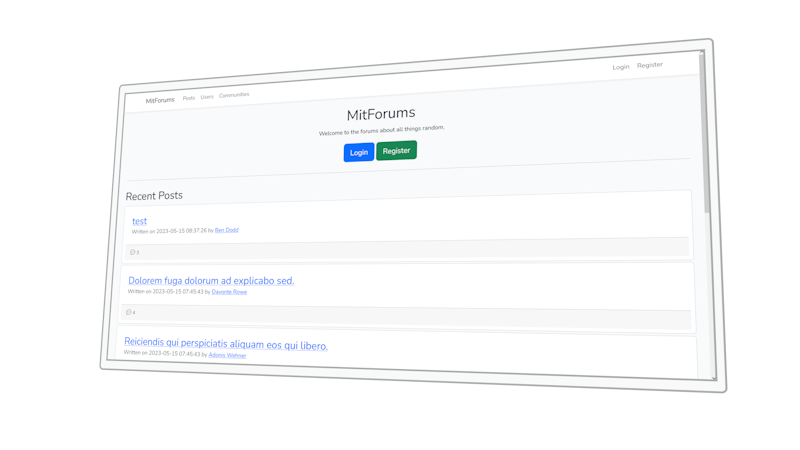 MitForums Posts Users Communities Login Register
MitForums
Welcome to the forums about all things random.
Login Register
Recent Posts
test
Written on 2023-05-15 08:37:26 by Ben Dodd
Dolorem fuga dolorum ad explicabo sed.
Written on 2023-05-15 07:45:43 by Davonte Rowe
4
Reiciendis qui perspiciatis aliquam eos qui libero.
Written on 2023-05-15 07:45:43 by Adonis Wehner